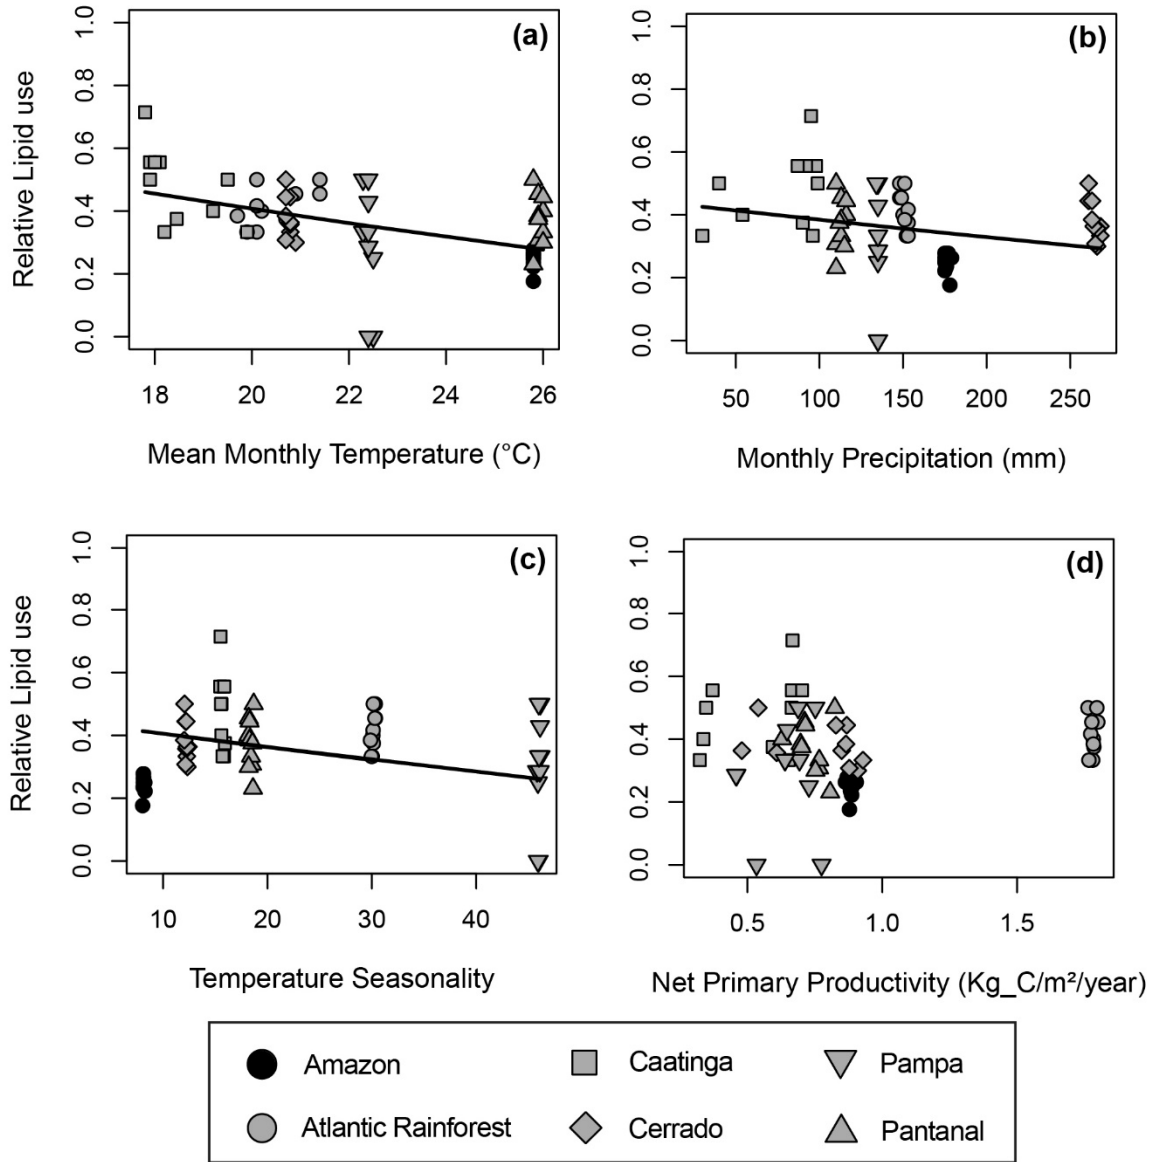 (a)
Relative Lipid use
0.0 0.2 0.4 0.6 0.8 1.0
18 20 22 24 26
Mean Monthly Temperature (°C)
(b)
0.0 0.2 0.4 0.6 0.8 1.0
50 100 150 200 250
Monthly Precipitation (mm)
(c)
Relative Lipid use
0.0 0.2 0.4 0.6 0.8 1.0
10 20 30 40
Temperature Seasonality
(d)
0.0 0.2 0.4 0.6 0.8 1.0
0.5 1.0 1.5
Net Primary Productivity (Kg_C/m²/year)
Amazon Caatinga Pampa
Atlantic Rainforest Cerrado Pantanal